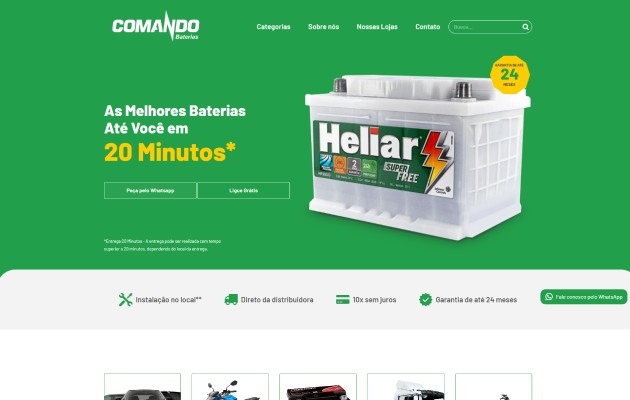 COMANDO
Baterias
Categorias
Sobre nós
Nossas Lojas
Contato
Busca...
GARANTIA DE ATÉ
24
MESES
As Melhores Baterias
Até Você em
20 Minutos*
Heliar
SUPER
FREE
Peça pelo Whatsapp
Ligue Grátis
*Entrega 20 Minutos - A entrega pode ser realizada com tempo
superior a 20 minutos, dependendo do local da entrega.
Instalação no local**
Direto da distribuidora
10x sem juros
Garantia de até 24 meses
Fale conosco pelo WhatsApp